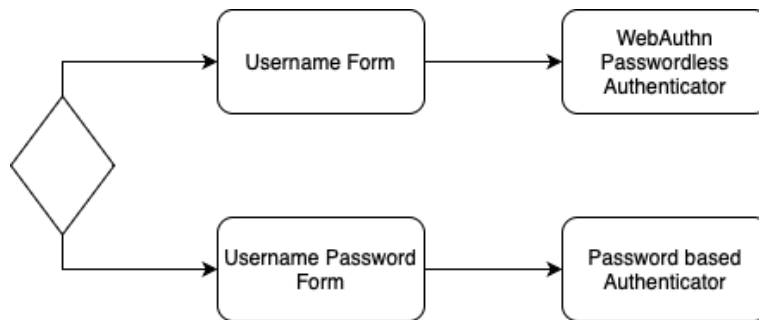 Username Form
WebAuthn
Passwordless
Authenticator
Username Password
Form
Password based
Authenticator